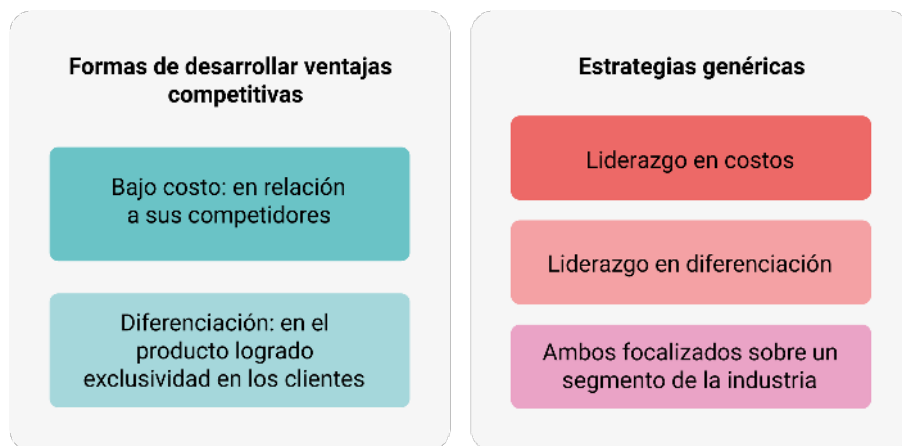 Formas de desarrollar ventajas
competitivas
Bajo costo: en relación
a sus competidores
Diferenciación: en el
producto logrado
exclusividad en los clientes
Estrategias genéricas
Liderazgo en costos
Liderazgo en diferenciación
Ambos focalizados sobre un
segmento de la industria